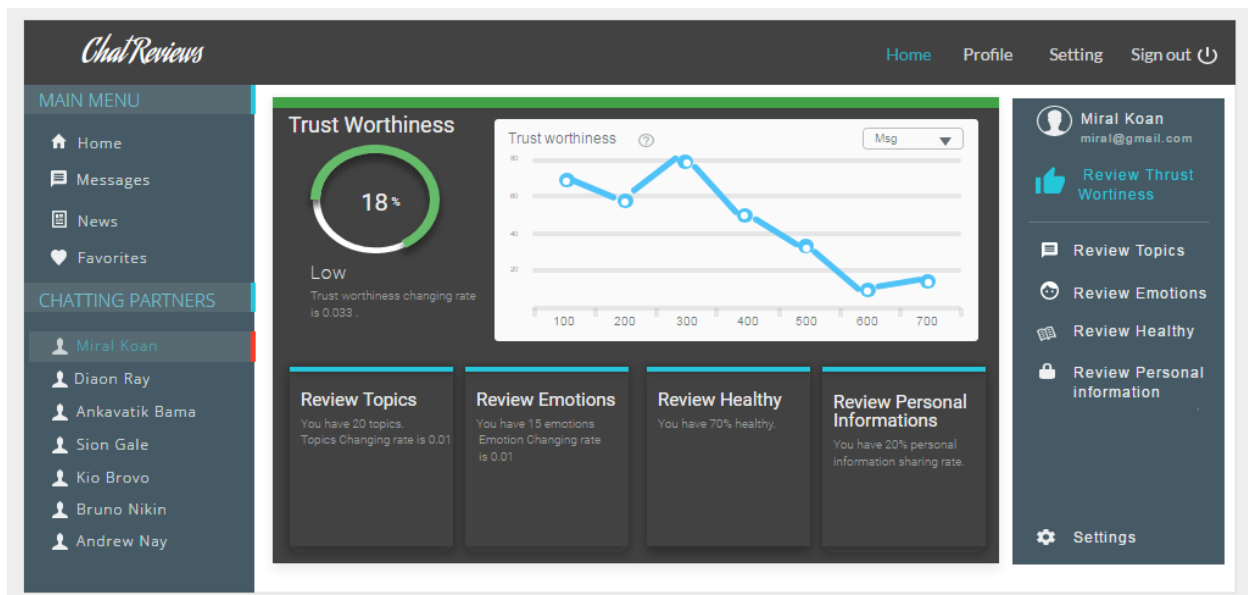 ChatReviews
Home Profile Setting Sign out
MAIN MENU
Home
Messages
News
Favorites
CHATTING PARTNERS
Miral Koan
Diaon Ray
Ankavatik Bama
Sion Gale
Kio Brovo
Bruno Nikin
Andrew Nay
Trust Worthiness
18 %
Low
Trust worthiness changing rate
is 0.033 .
Trust worthiness ?
Msg
80
60
40
20
100 200 300 400 500 600 700
Review Topics
You have 20 topics.
Topics Changing rate is 0.01
Review Emotions
You have 15 emotions
Emotion Changing rate
is 0.01
Review Healthy
You have 70% healthy.
Review Personal
Informations
You have 20% personal
information sharing rate.
Miral Koan
miral@gmail.com
Review Thrust
Wortiness
Review Topics
Review Emotions
Review Healthy
Review Personal
information
Settings